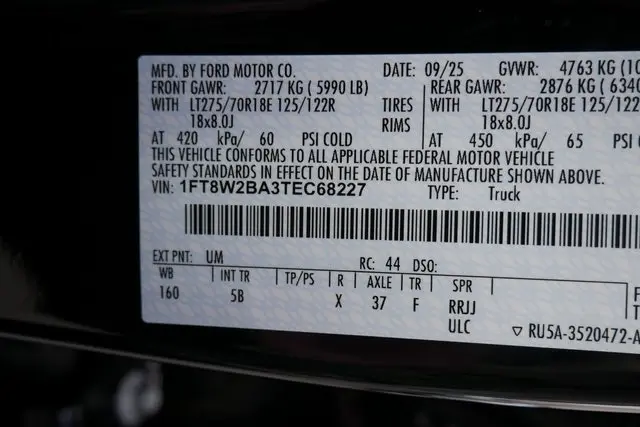 MFD. BY FORD MOTOR CO. DATE: 09/25 GVWR: 4763 KG (10
FRONT GAWR: 2717 KG ( 5990 LB) REAR GAWR: 2876 KG ( 6340
WITH LT275/70R18E 125/122R TIRES WITH LT275/70R18E 125/122
18x8.0J RIMS 18x8.0J
AT 420 kPa/ 60 PSI COLD AT 450 kPa/ 65 PSI
THIS VEHICLE CONFORMS TO ALL APPLICABLE FEDERAL MOTOR VEHICLE
SAFETY STANDARDS IN EFFECT ON THE DATE OF MANUFACTURE SHOWN ABOVE.
VIN: 1FT8W2BA3TEC68227 TYPE: Truck
EXT PNT: UM RC: 44 DSO:
WB INT TR TP/PS R AXLE TR SPR
160 5B X 37 F RRJJ
ULC
▽ RU5A-3520472-A